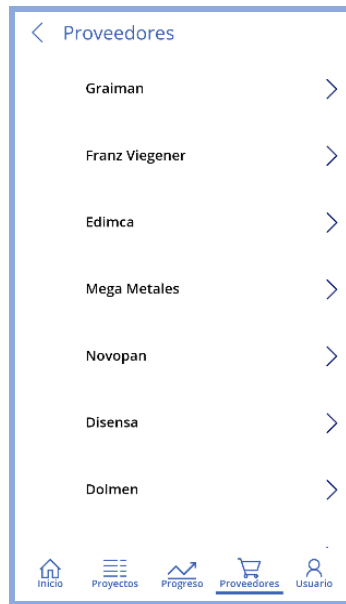 Proveedores
Graiman
Franz Viegener
Edimca
Mega Metales
Novopan
Disensa
Dolmen
Inicio Proyectos Progreso Proveedores Usuario